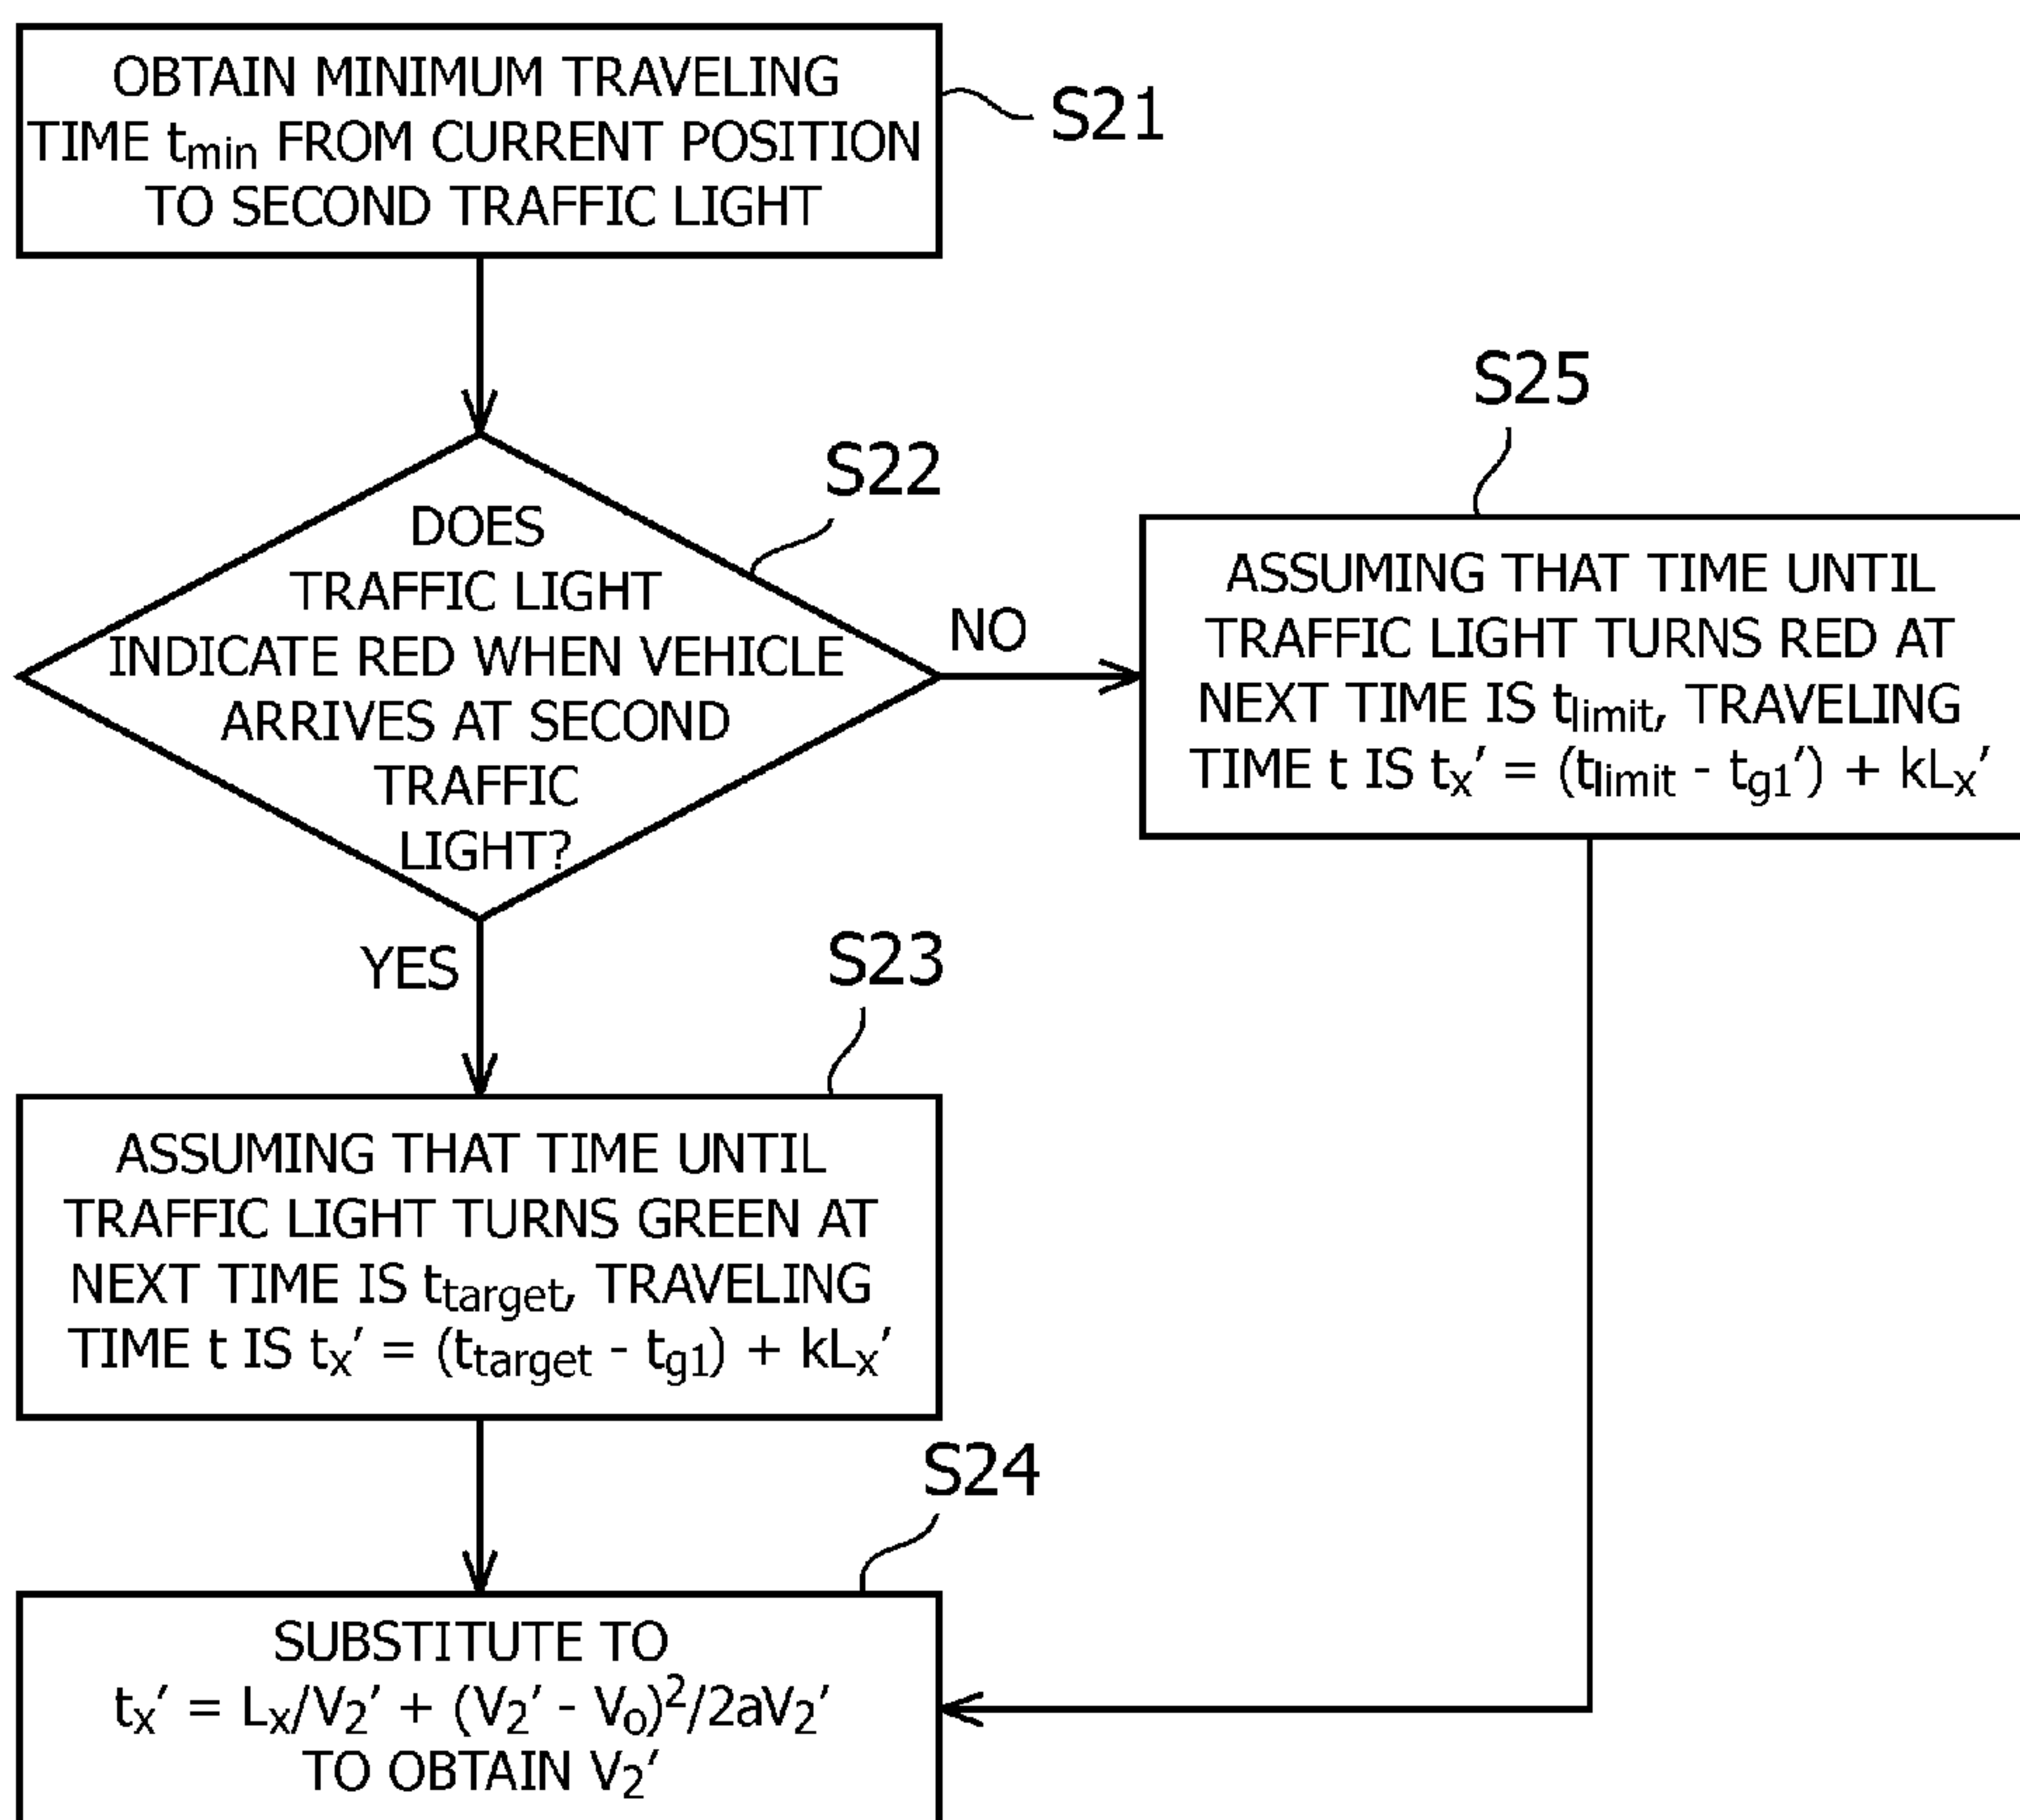 OBTAIN MINIMUM TRAVELING
TIME tmin FROM CURRENT POSITION
TO SECOND TRAFFIC LIGHT
S21
S22
DOES
TRAFFIC LIGHT
INDICATE RED WHEN VEHICLE
ARRIVES AT SECOND
TRAFFIC
LIGHT?
NO
S25
ASSUMING THAT TIME UNTIL
TRAFFIC LIGHT TURNS RED AT
NEXT TIME IS tlimit, TRAVELING
TIME t IS tx' = (tlimit - tg1') + kLx'
YES
S23
ASSUMING THAT TIME UNTIL
TRAFFIC LIGHT TURNS GREEN AT
NEXT TIME IS ttarget, TRAVELING
TIME t IS tx' = (ttarget - tg1) + kLx'
S24
SUBSTITUTE TO
tx' = Lx/V2' + (V2' - Vo)²/2aV2'
TO OBTAIN V2'